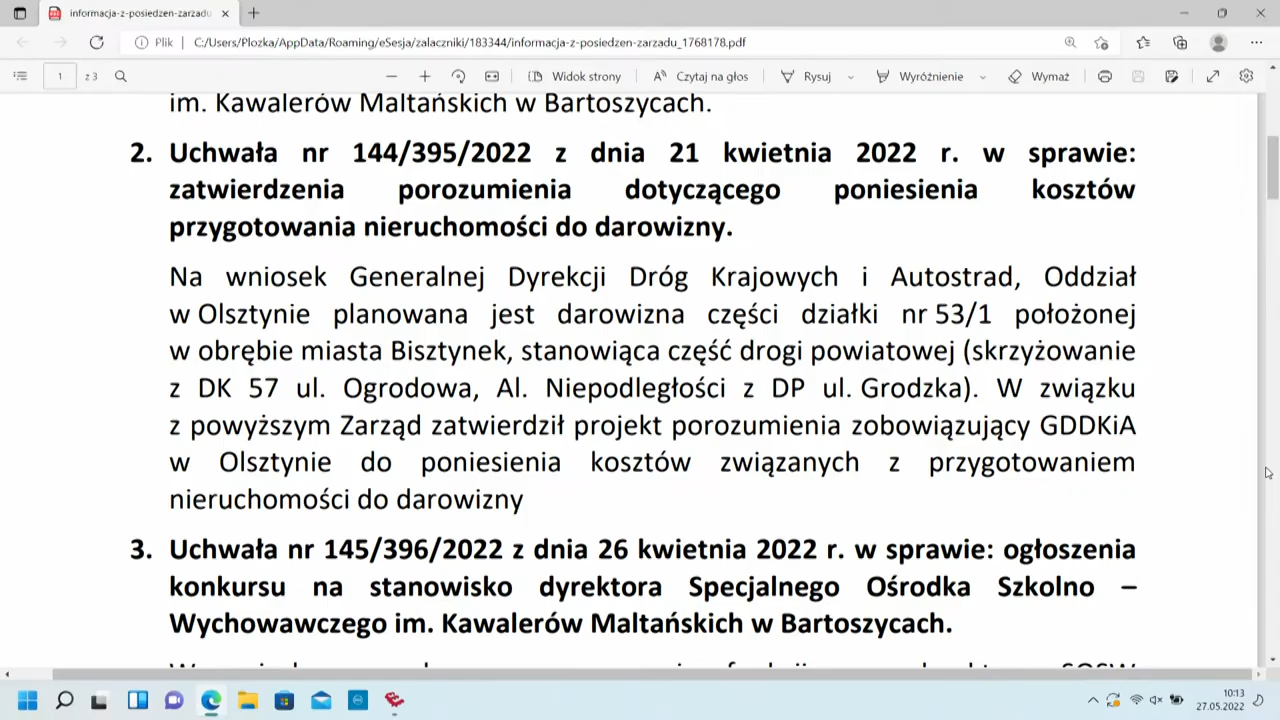 informacja-z-posiedzen-zarzadu
Plik C:/Users/Plozka/AppData/Roaming/eSesja/zalaczniki/183344/informacja-z-posiedzen-zarzadu_1768178.pdf
1 z 3 Widok strony Czytaj na głos Rysuj Wyróżnienie Wymaż
im. Kawalerów Maltańskich w Bartoszycach.
2. Uchwała nr 144/395/2022 z dnia 21 kwietnia 2022 r. w sprawie:
zatwierdzenia porozumienia dotyczącego poniesienia kosztów
przygotowania nieruchomości do darowizny.
Na wniosek Generalnej Dyrekcji Dróg Krajowych i Autostrad, Oddział
w Olsztynie planowana jest darowizna części działki nr 53/1 położonej
w obrębie miasta Bisztynek, stanowiąca część drogi powiatowej (skrzyżowanie
z DK 57 ul. Ogrodowa, Al. Niepodległości z DP ul. Grodzka). W związku
z powyższym Zarząd zatwierdził projekt porozumienia zobowiązujący GDDKiA
w Olsztynie do poniesienia kosztów związanych z przygotowaniem
nieruchomości do darowizny
3. Uchwała nr 145/396/2022 z dnia 26 kwietnia 2022 r. w sprawie: ogłoszenia
konkursu na stanowisko dyrektora Specjalnego Ośrodka Szkolno –
Wychowawczego im. Kawalerów Maltańskich w Bartoszycach.
10:13
27.05.2022